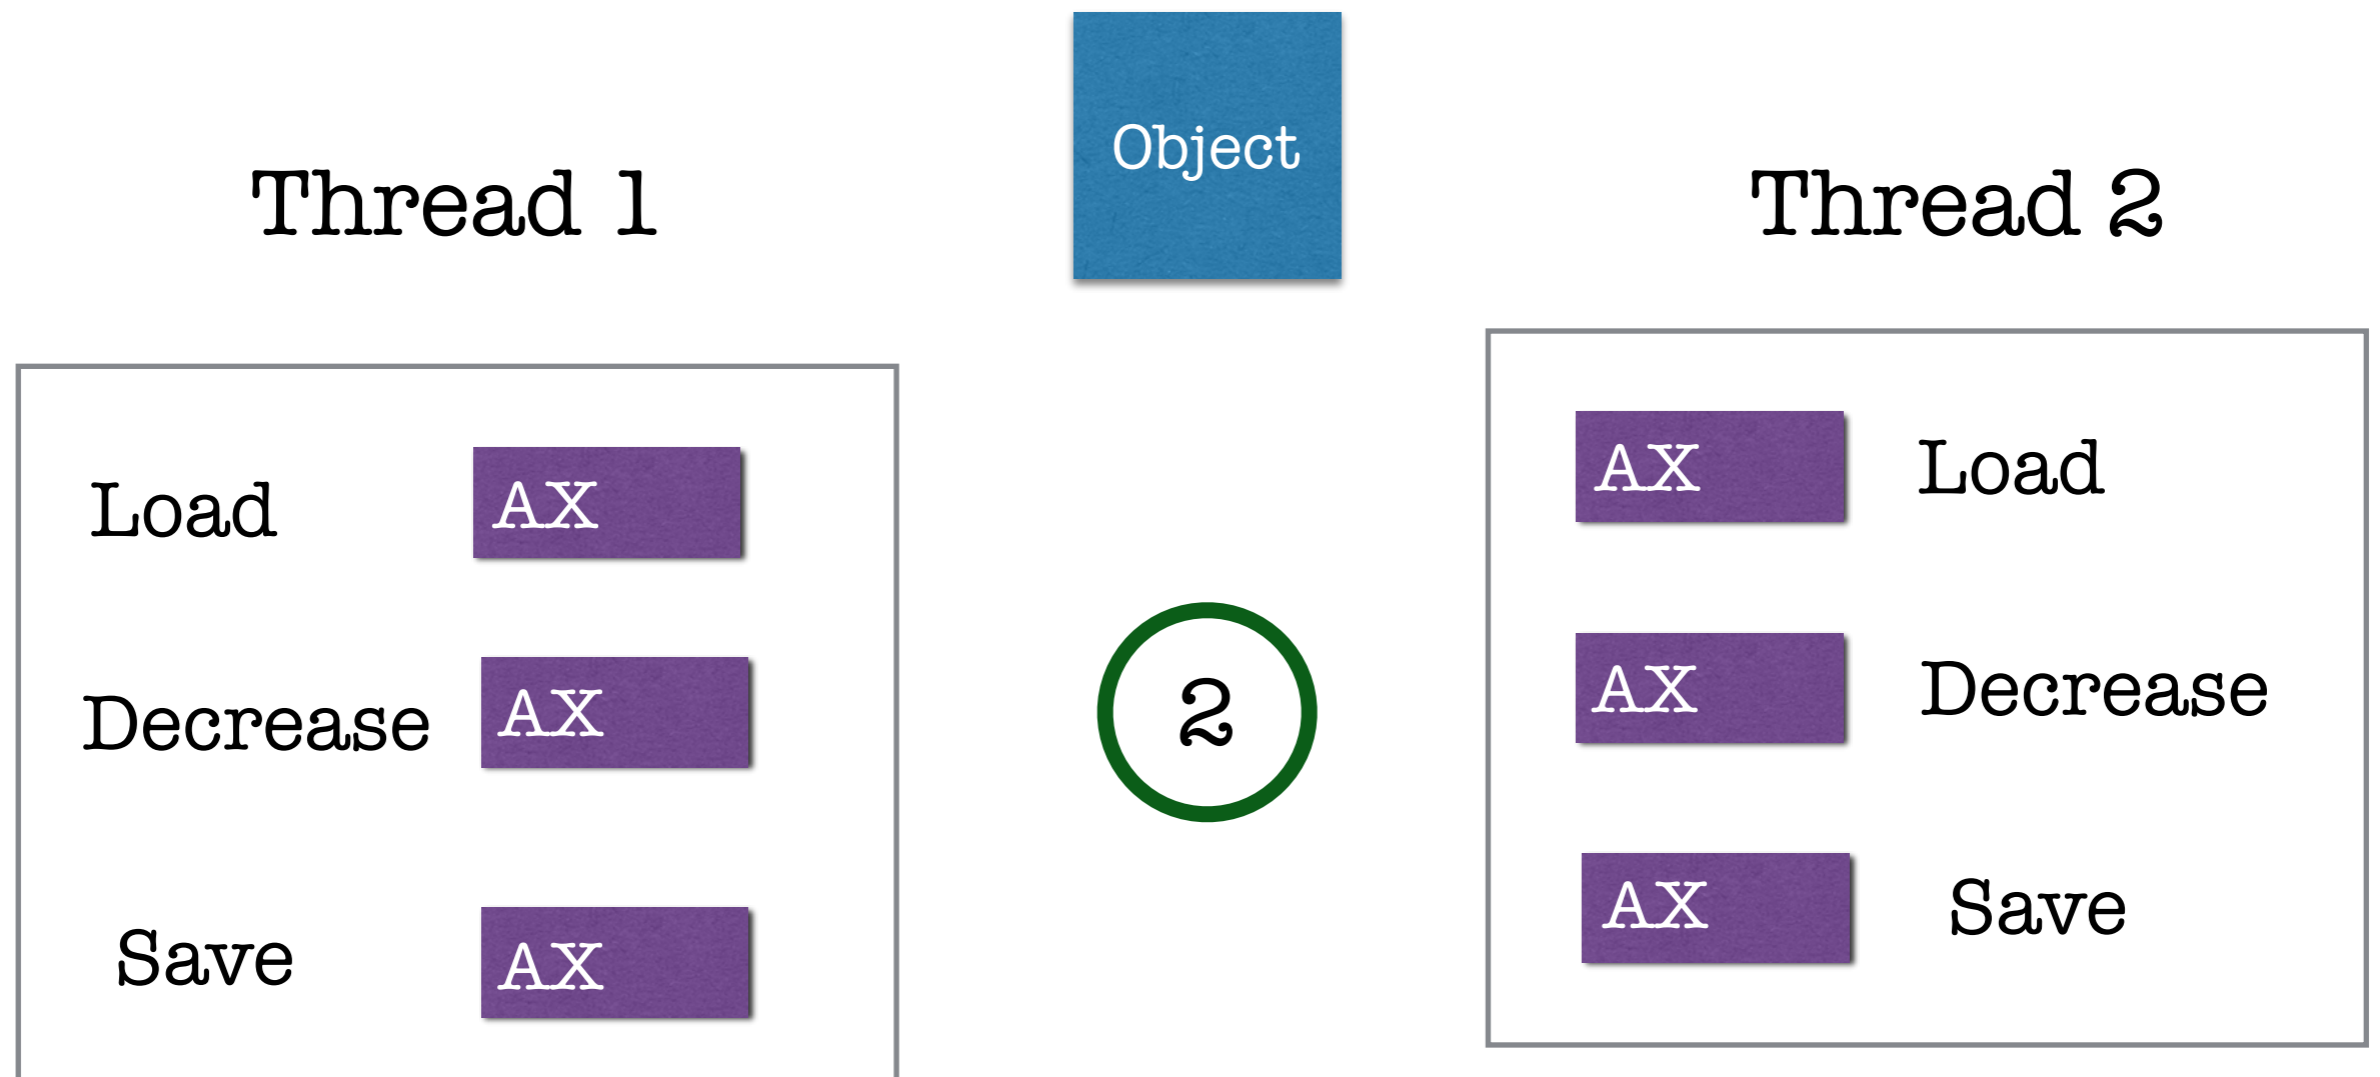 Object
Thread 1
Thread 2
Load AX
Decrease AX
Save AX
2
AX Load
AX Decrease
AX Save